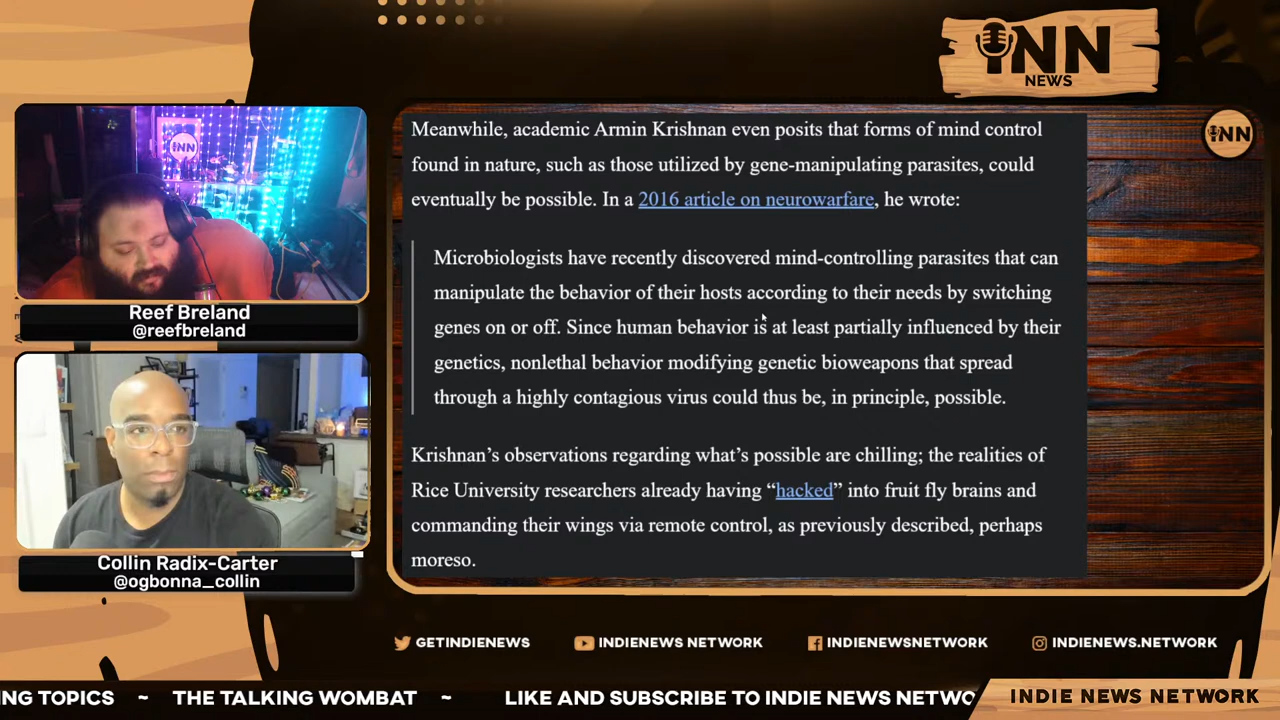 INN
NEWS
INN
Meanwhile, academic Armin Krishnan even posits that forms of mind control
found in nature, such as those utilized by gene-manipulating parasites, could
eventually be possible. In a 2016 article on neurowarfare, he wrote:
Microbiologists have recently discovered mind-controlling parasites that can
manipulate the behavior of their hosts according to their needs by switching
genes on or off. Since human behavior is at least partially influenced by their
genetics, nonlethal behavior modifying genetic bioweapons that spread
through a highly contagious virus could thus be, in principle, possible.
Krishnan’s observations regarding what’s possible are chilling; the realities of
Rice University researchers already having “hacked” into fruit fly brains and
commanding their wings via remote control, as previously described, perhaps
moreso.
INN
Reef Breland
@reefbreland
Collin Radix-Carter
@ogbonna_collin
GETINDIENEWS
INDIENEWS NETWORK
INDIENEWSNETWORK
INDIENEWS.NETWORK
NG TOPICS ~ THE TALKING WOMBAT ~ LIKE AND SUBSCRIBE TO INDIE NEWS NETWO
INDIE NEWS NETWORK